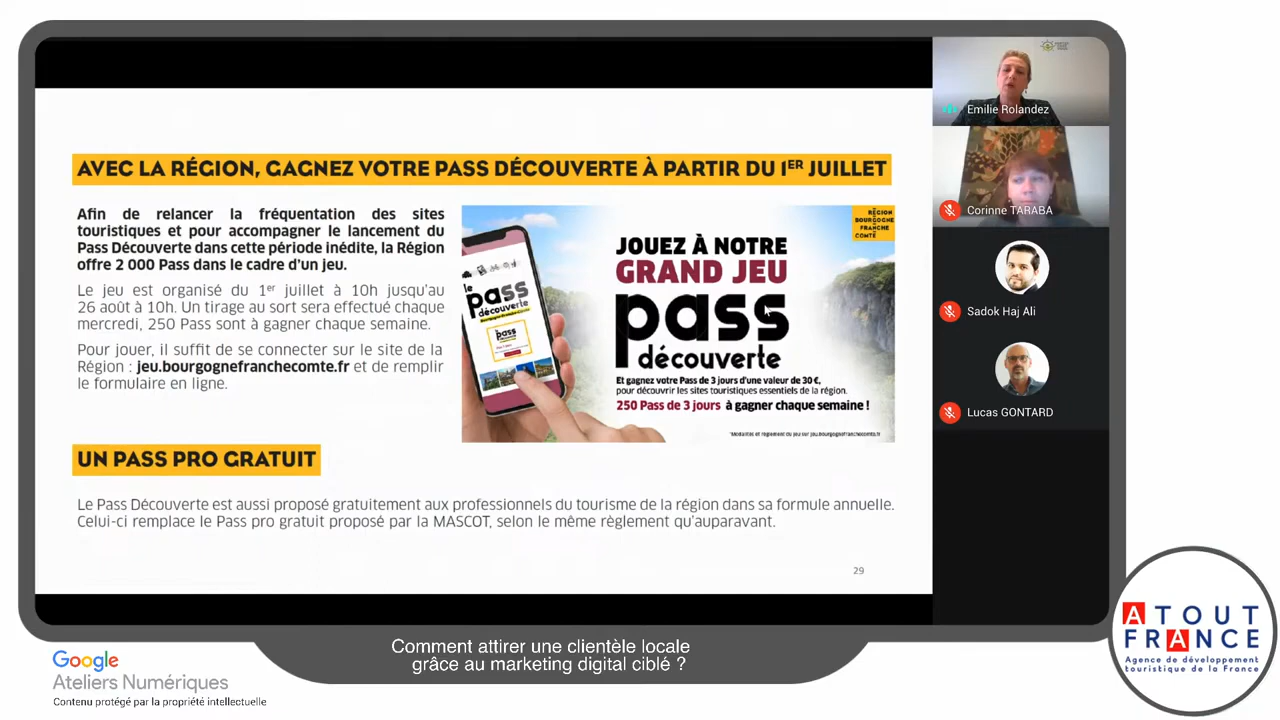 AVEC LA RÉGION, GAGNEZ VOTRE PASS DÉCOUVERTE À PARTIR DU 1ER JUILLET
Afin de relancer la fréquentation des sites
touristiques et pour accompagner le lancement du
Pass Découverte dans cette période inédite, la Région
offre 2 000 Pass dans le cadre d'un jeu.
Le jeu est organisé du 1er juillet à 10h jusqu'au
26 août à 10h. Un tirage au sort sera effectué chaque
mercredi, 250 Pass sont à gagner chaque semaine.
Pour jouer, il suffit de se connecter sur le site de la
Région : jeu.bourgognefranchecomte.fr et de remplir
le formulaire en ligne.
le
pass
découverte
pass
RÉGION
BOURGOGNE
FRANCHE
COMTÉ
JOUEZ À NOTRE
GRAND JEU
pass
découverte
Et gagnez votre Pass de 3 jours d'une valeur de 30 €,
pour découvrir les sites touristiques essentiels de la région.
250 Pass de 3 jours à gagner chaque semaine !
*Modalités et règlement du jeu sur jeu.bourgognefranchecomte.fr
UN PASS PRO GRATUIT
Le Pass Découverte est aussi proposé gratuitement aux professionnels du tourisme de la région dans sa formule annuelle.
Celui-ci remplace le Pass pro gratuit proposé par la MASCOT, selon le même règlement qu'auparavant.
29
Emilie Rolandez
Corinne TARABA
Sadok Haj Ali
Lucas GONTARD
Google
Ateliers Numériques
Contenu protégé par la propriété intellectuelle
Comment attirer une clientèle locale
grâce au marketing digital ciblé ?
ATOUT
FRANCE
Agence de développement
touristique de la France